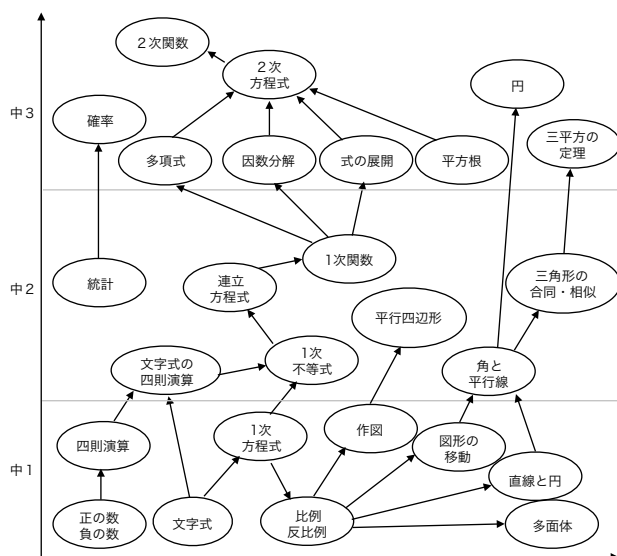 2次関数
2次
方程式
円
中3
確率
三平方の
定理
多項式
因数分解
式の展開
平方根
1次関数
中2
統計
連立
方程式
三角形の
合同・相似
平行四辺形
文字式の
四則演算
1次
不等式
角と
平行線
四則演算
1次
方程式
作図
図形の
移動
中1
直線と円
正の数
負の数
文字式
比例
反比例
多面体